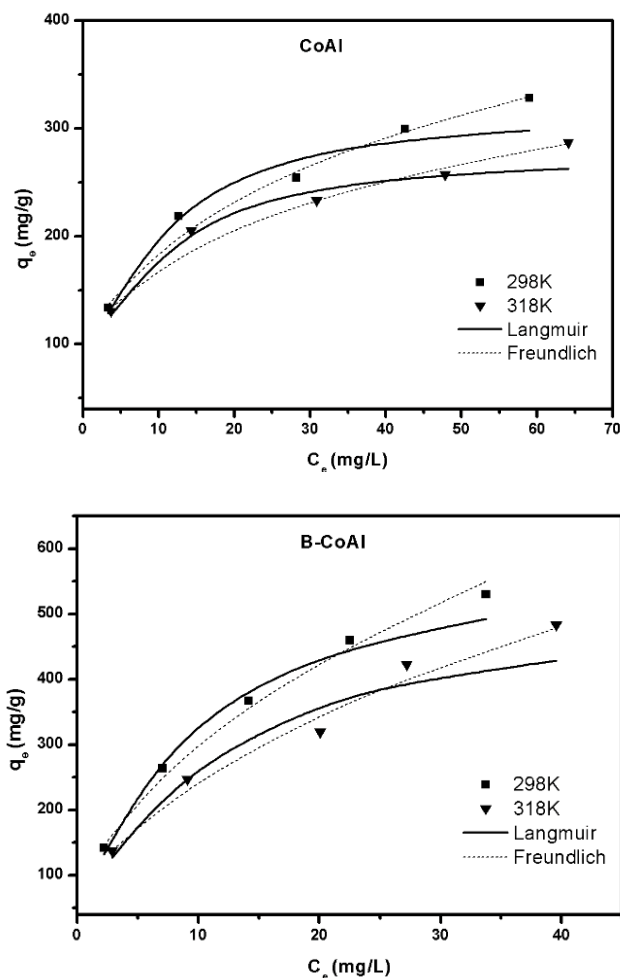 CoAl
400
300
200
100
q_e (mg/g)
298K
318K
Langmuir
Freundlich
0 10 20 30 40 50 60 70
C_e (mg/L)
B-CoAl
600
500
400
300
200
100
q_e (mg/g)
298K
318K
Langmuir
Freundlich
0 10 20 30 40
C_e (mg/L)